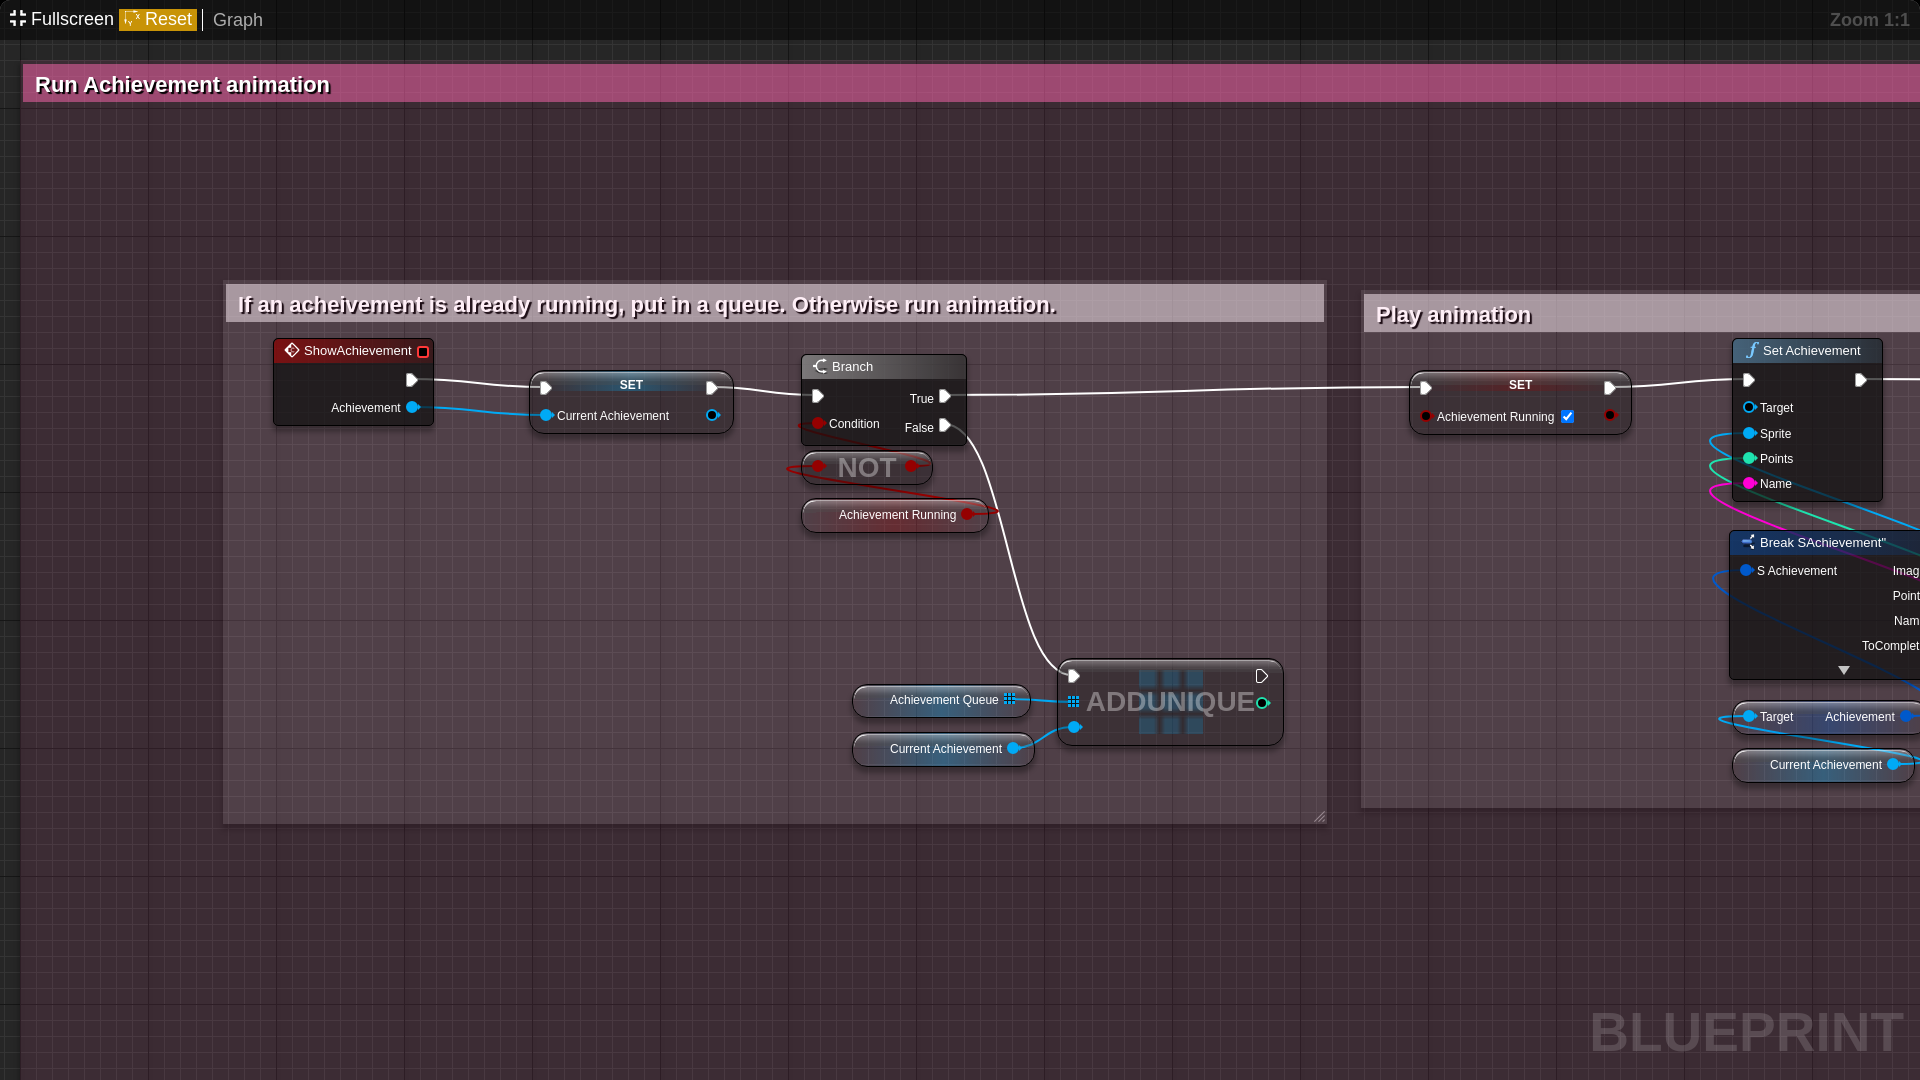 Fullscreen Reset Graph Zoom 1:1
Run Achievement animation
If an acheivement is already running, put in a queue. Otherwise run animation.
Play animation
ShowAchievement
Achievement
SET
Current Achievement
Branch
True
Condition
False
NOT
Achievement Running
Achievement Queue
Current Achievement
ADDUNIQUE
SET
Achievement Running
Set Achievement
Target
Sprite
Points
Name
Break SAchievement"
S Achievement Imag
Point
Nam
ToComplet
Target Achievement
Current Achievement
BLUEPRINT